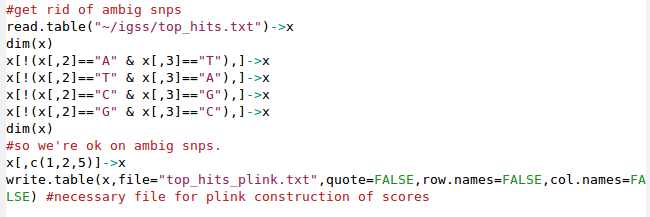 #get rid of ambig snps
read.table("~/igss/top_hits.txt")->x
dim(x)
x[!(x[,2]=="A" & x[,3]=="T"),]->x
x[!(x[,2]=="T" & x[,3]=="A"),]->x
x[!(x[,2]=="C" & x[,3]=="G"),]->x
x[!(x[,2]=="G" & x[,3]=="C"),]->x
dim(x)
#so we're ok on ambig snps.
x[,c(1,2,5)]->x
write.table(x,file="top_hits_plink.txt",quote=FALSE,row.names=FALSE,col.names=FA
LSE) #necessary file for plink construction of scores